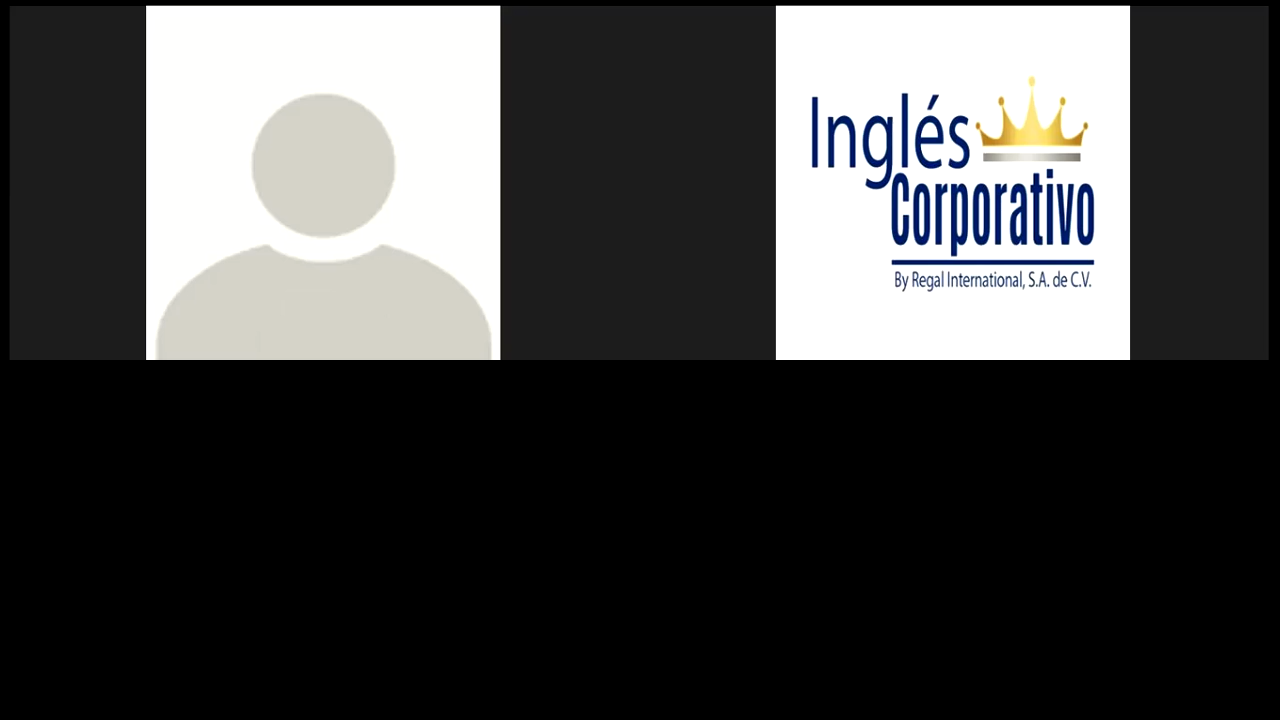 Inglés
Corporativo
By Regal International, S.A. de C.V.